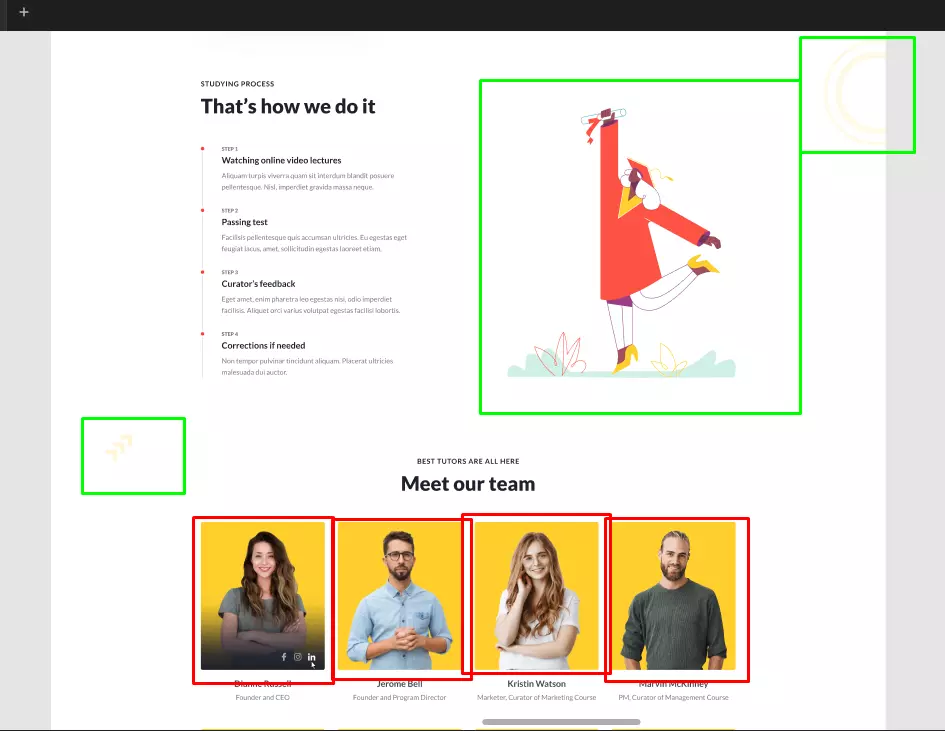 STUDYING PROCESS
That's how we do it
STEP 1
Watching online video lectures
Aliquam turpis viverra quam sit interdum blandit posuere
pellentesque. Nisl, imperdiet gravida massa neque.
STEP 2
Passing test
Facilisis pellentesque quis accumsan ultricies. Eu egestas eget
feugiat lacus, amet, sollicitudin egestas laoreet etiam.
STEP 3
Curator's feedback
Eget amet, enim pharetra leo egestas nisi, odio imperdiet
facilisis. Aliquet orci varius volutpat egestas facilisi lobortis.
STEP 4
Corrections if needed
Non tempor pulvinar tincidunt aliquam. Placerat ultricies
malesuada dui auctor.
BEST TUTORS ARE ALL HERE
Meet our team
Dianne Russell
Founder and CEO
Jerome Bell
Founder and Program Director
Kristin Watson
Marketer, Curator of Marketing Course
Marvin McKinney
PM, Curator of Management Course